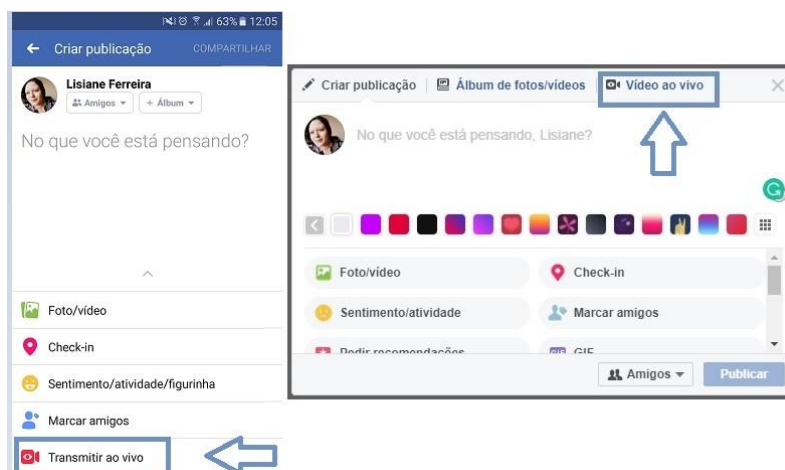 63% 12:05
Criar publicação COMPARTILHAR
Lisiane Ferreira
Amigos + Álbum
No que você está pensando?
Foto/vídeo
Check-in
Sentimento/atividade/figurinha
Marcar amigos
Transmitir ao vivo
Criar publicação Álbum de fotos/vídeos Vídeo ao vivo
No que você está pensando, Lisiane?
Foto/vídeo Check-in
Sentimento/atividade Marcar amigos
Pedir recomendações GIF
Amigos Publicar